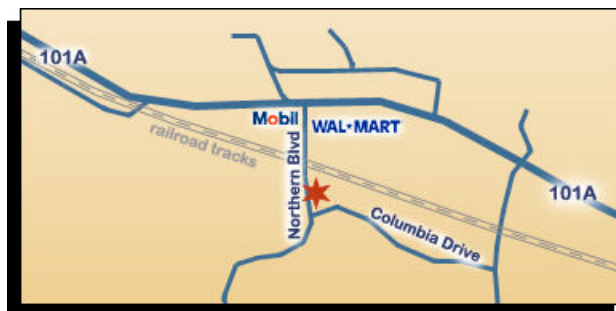 101A
Mobil
WAL★MART
railroad tracks
Northern Blvd
101A
Columbia Drive